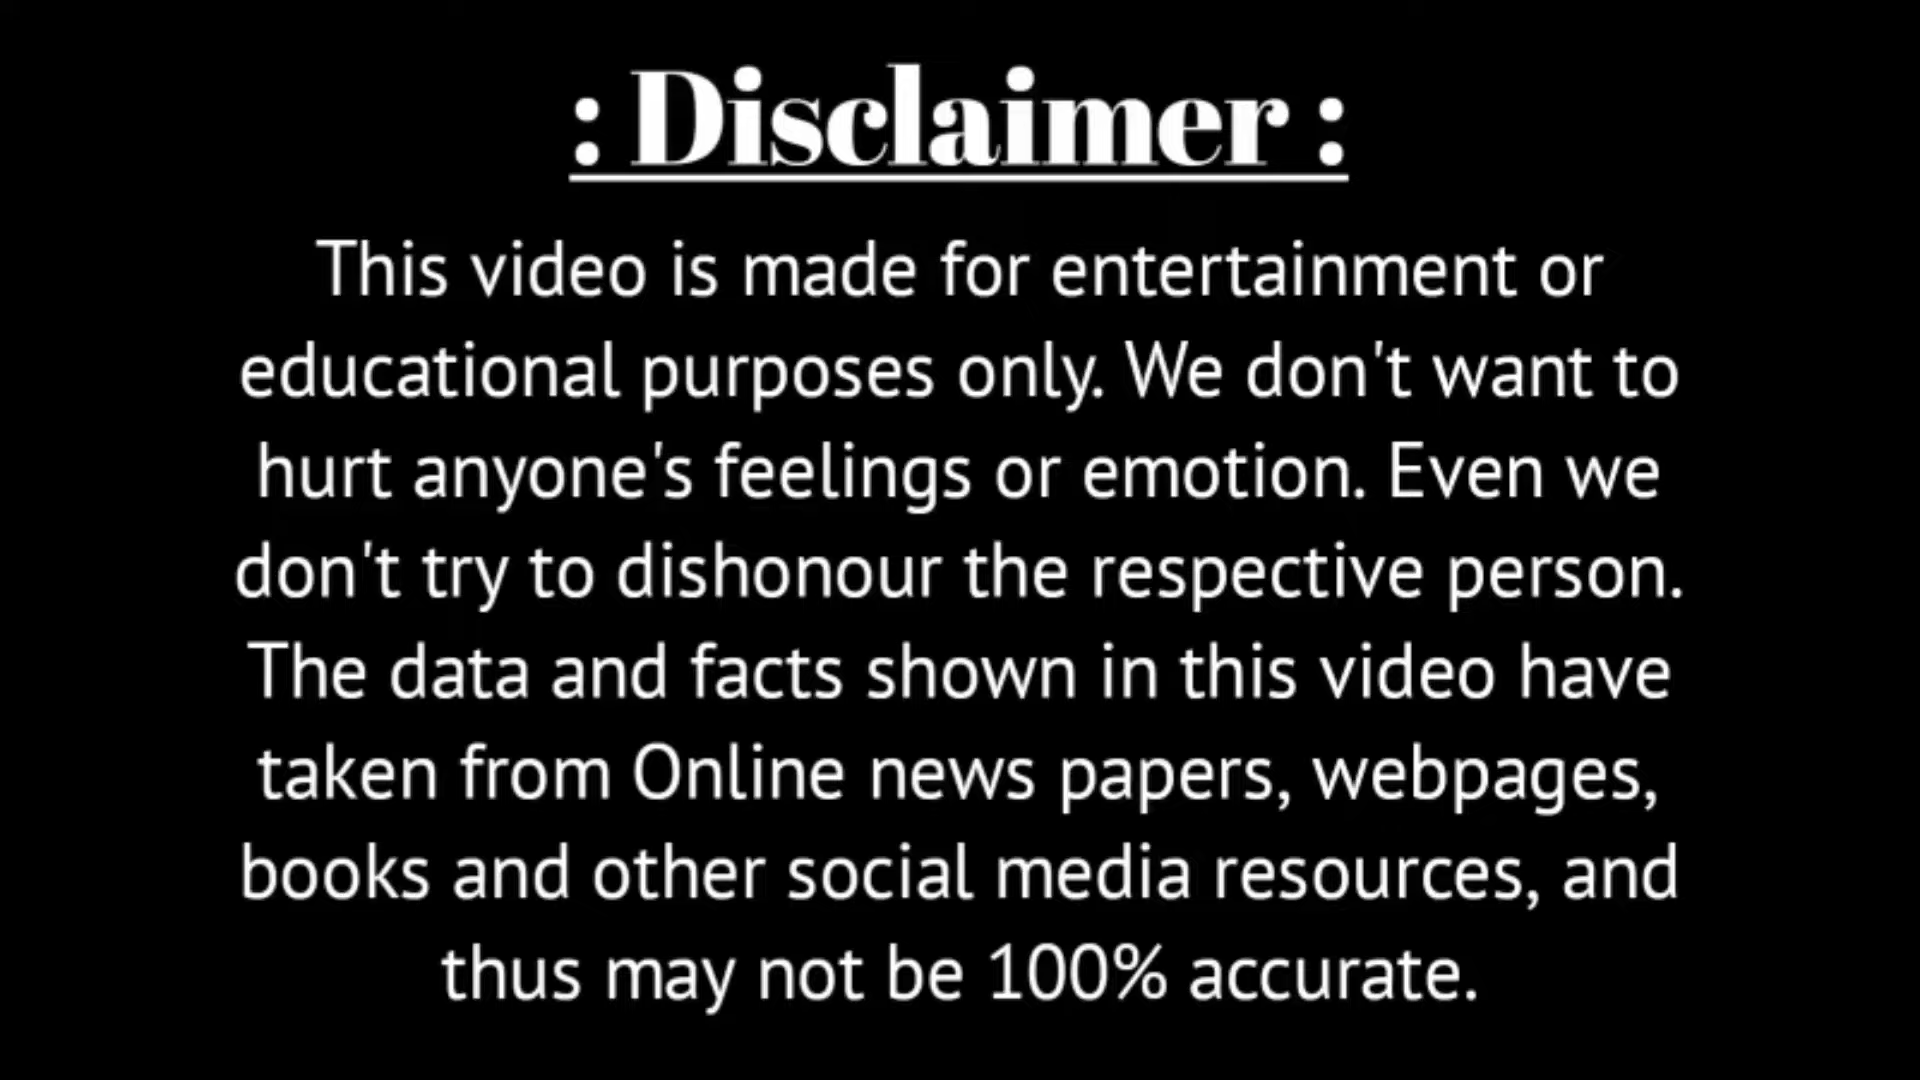 : Disclaimer :
This video is made for entertainment or
educational purposes only. We don't want to
hurt anyone's feelings or emotion. Even we
don't try to dishonour the respective person.
The data and facts shown in this video have
taken from Online news papers, webpages,
books and other social media resources, and
thus may not be 100% accurate.